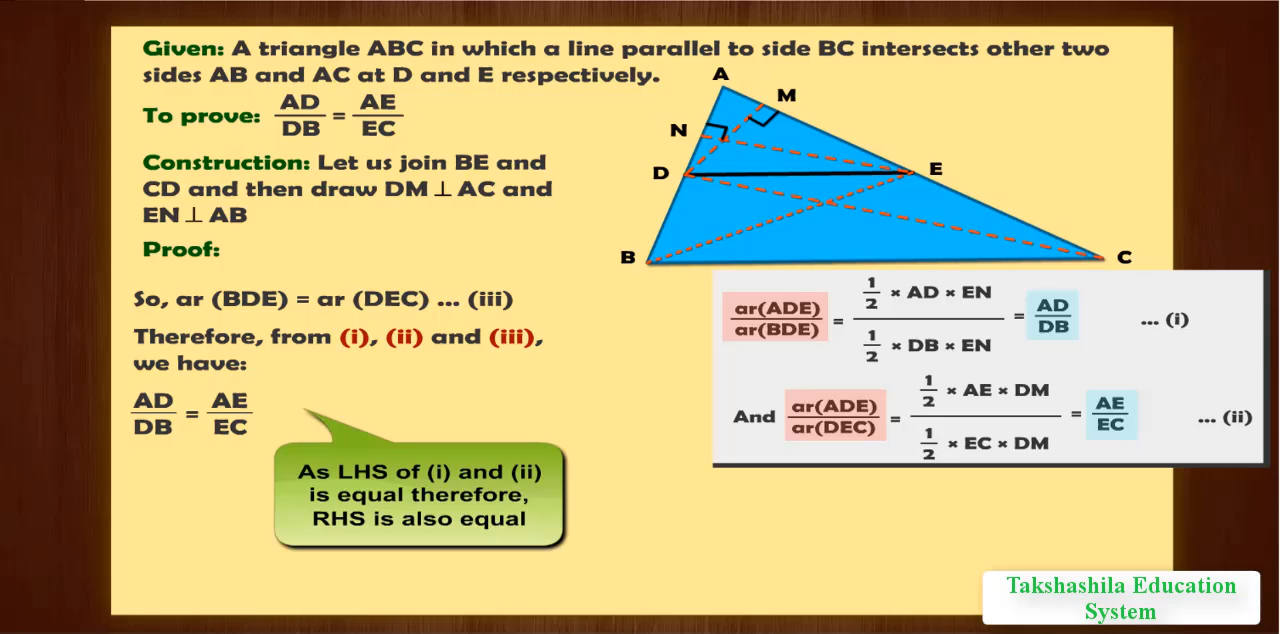 Given: A triangle ABC in which a line parallel to side BC intersects other two
sides AB and AC at D and E respectively.
To prove: AD/DB = AE/EC
Construction: Let us join BE and
CD and then draw DM ⊥ AC and
EN ⊥ AB
Proof:
So, ar (BDE) = ar (DEC) ... (iii)
Therefore, from (i), (ii) and (iii),
we have:
AD/DB = AE/EC
As LHS of (i) and (ii)
is equal therefore,
RHS is also equal
A
M
N
D
E
B
C
ar(ADE)/ar(BDE) = (1/2 × AD × EN)/(1/2 × DB × EN) = AD/DB ... (i)
And ar(ADE)/ar(DEC) = (1/2 × AE × DM)/(1/2 × EC × DM) = AE/EC ... (ii)
Takshashila Education
System